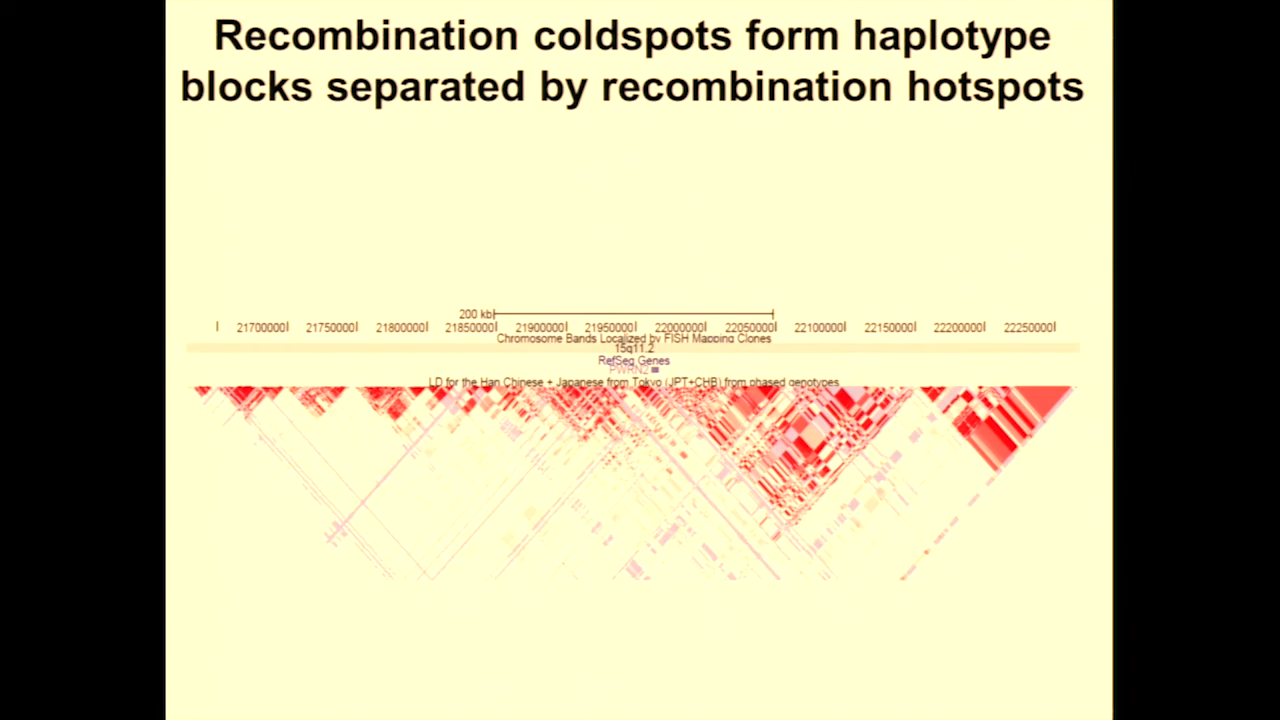 Recombination coldspots form haplotype
blocks separated by recombination hotspots
200 kb
21700000 21750000 21800000 21850000 21900000 21950000 22000000 22050000 22100000 22150000 22200000 22250000
Chromosome Bands Localized by FISH Mapping Clones
15q11.2
RefSeq Genes
PWRN2
LD for the Han Chinese + Japanese from Tokyo (JPT+CHB) from phased genotypes